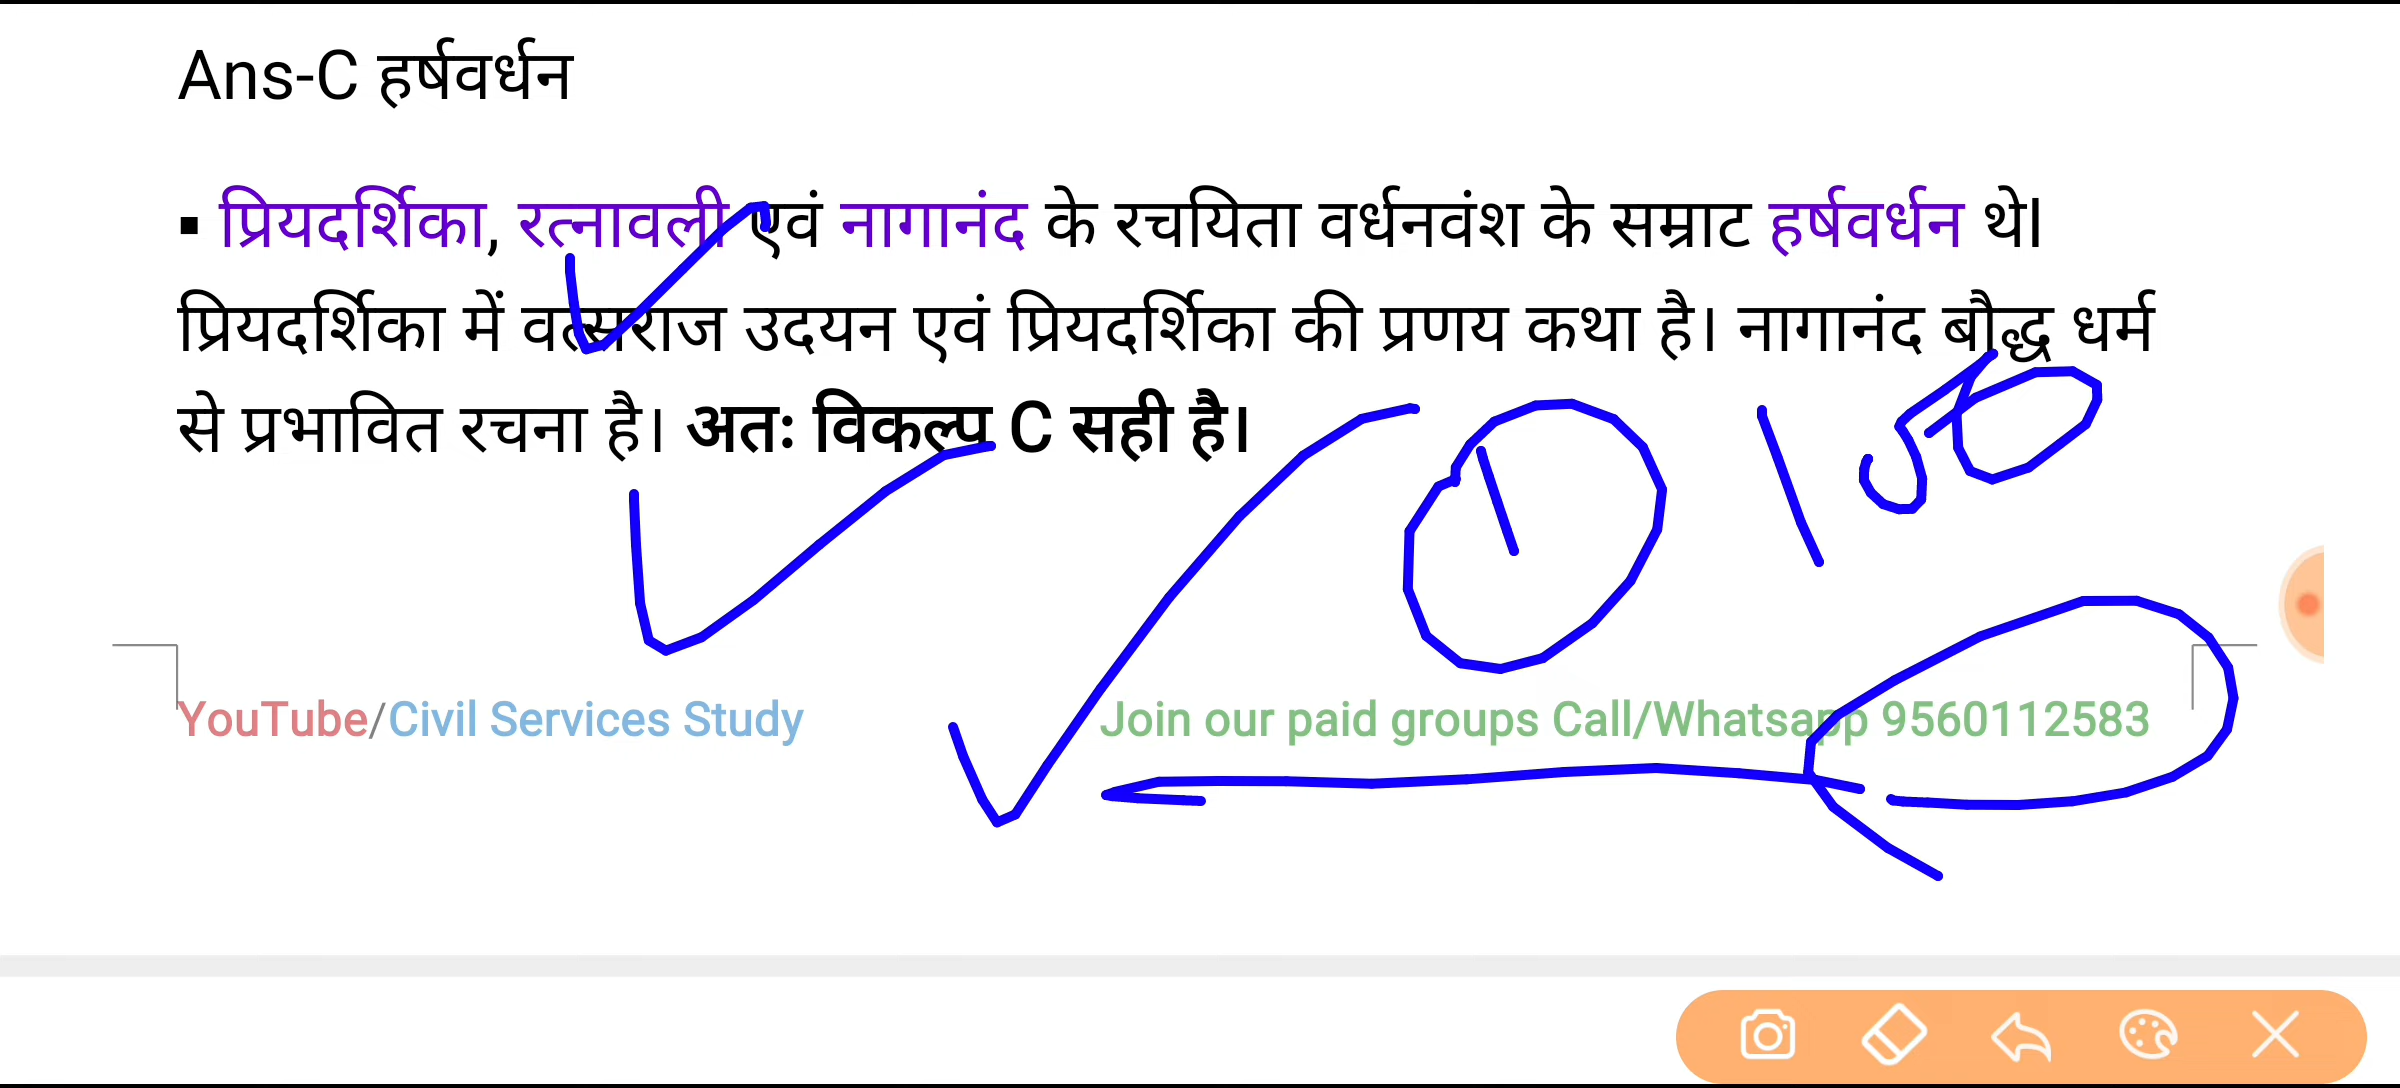 Ans-C हर्षवर्धन
▪ प्रियदर्शिका, रत्नावली एवं नागानंद के रचयिता वर्धनवंश के सम्राट हर्षवर्धन थे।
प्रियदर्शिका में वत्सराज उदयन एवं प्रियदर्शिका की प्रणय कथा है। नागानंद बौद्ध धर्म
से प्रभावित रचना है। अतः विकल्प C सही है।
1 150
YouTube/Civil Services Study Join our paid groups Call/Whatsapp 9560112583